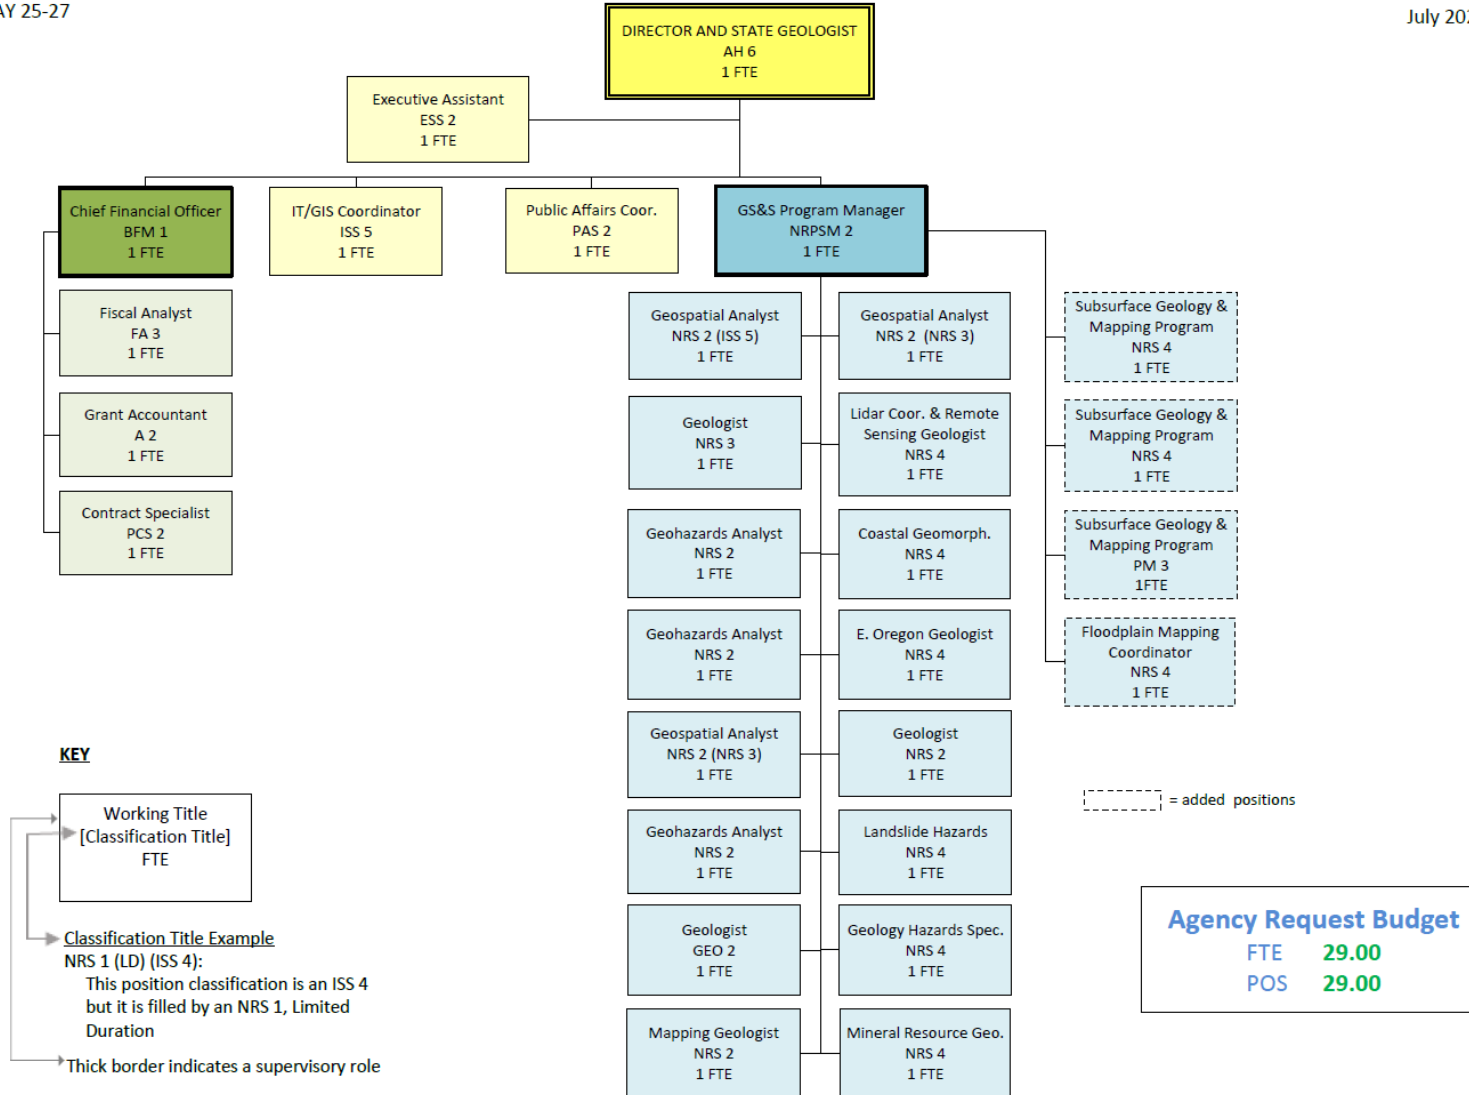 25-27
July
DIRECTOR AND STATE GEOLOGIST
AH 6
1 FTE
Executive Assistant
ESS 2
1 FTE
Chief Financial Officer
BFM 1
1 FTE
IT/GIS Coordinator
ISS 5
1 FTE
Public Affairs Coor.
PAS 2
1 FTE
GS&S Program Manager
NRPSM 2
1 FTE
Fiscal Analyst
FA 3
1 FTE
Grant Accountant
A 2
1 FTE
Contract Specialist
PCS 2
1 FTE
Geospatial Analyst
NRS 2 (ISS 5)
1 FTE
Geospatial Analyst
NRS 2  (NRS 3)
1 FTE
Geologist
NRS 3
1 FTE
Lidar Coor. & Remote
Sensing Geologist
NRS 4
1 FTE
Geohazards Analyst
NRS 2
1 FTE
Coastal Geomorph.
NRS 4
1 FTE
Geohazards Analyst
NRS 2
1 FTE
E. Oregon Geologist
NRS 4
1 FTE
Geospatial Analyst
NRS 2 (NRS 3)
1 FTE
Geologist
NRS 2
1 FTE
Geohazards Analyst
NRS 2
1 FTE
Landslide Hazards
NRS 4
1 FTE
Geologist
GEO 2
1 FTE
Geology Hazards Spec.
NRS 4
1 FTE
Mapping Geologist
NRS 2
1 FTE
Mineral Resource Geo.
NRS 4
1 FTE
Subsurface Geology &
Mapping Program
NRS 4
1 FTE
Subsurface Geology &
Mapping Program
NRS 4
1 FTE
Subsurface Geology &
Mapping Program
PM 3
1FTE
Floodplain Mapping
Coordinator
NRS 4
1 FTE
KEY
Working Title
[Classification Title]
FTE
Classification Title Example
NRS 1 (LD) (ISS 4):
This position classification is an ISS 4
but it is filled by an NRS 1, Limited
Duration
Thick border indicates a supervisory role
= added  positions
Agency Request Budget
FTE 29.00
POS 29.00